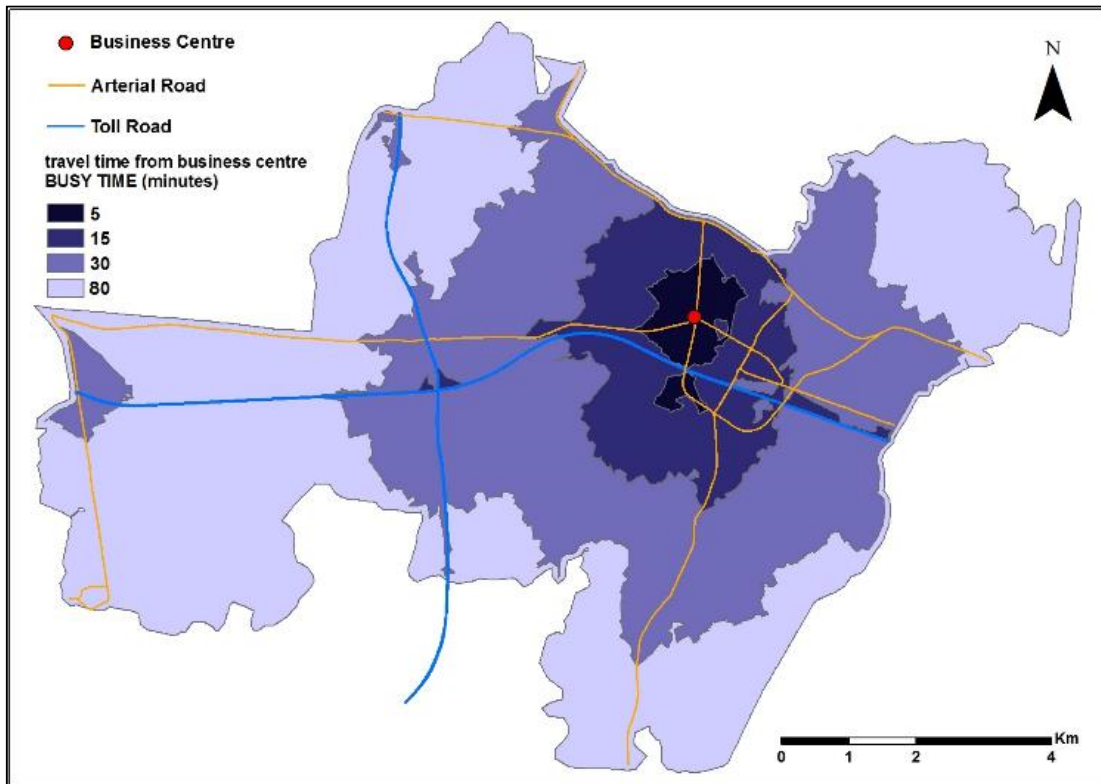 Business Centre
Arterial Road
Toll Road
travel time from business centre
BUSY TIME (minutes)
5
15
30
80
N
Km
0 1 2 4